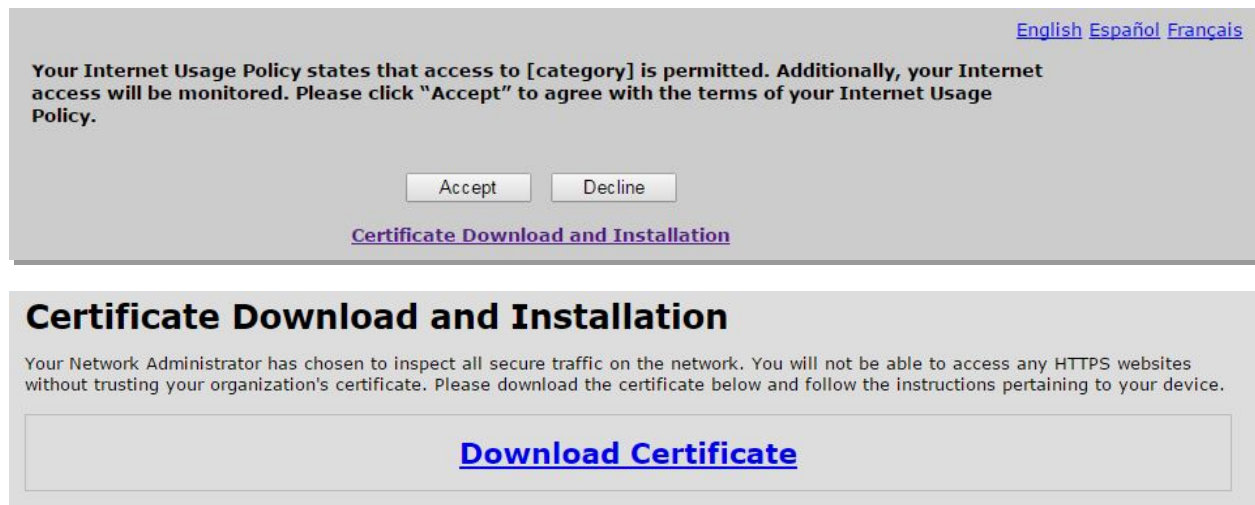 English Español Français
Your Internet Usage Policy states that access to [category] is permitted. Additionally, your Internet
access will be monitored. Please click “Accept” to agree with the terms of your Internet Usage
Policy.
Accept Decline
Certificate Download and Installation
Certificate Download and Installation
Your Network Administrator has chosen to inspect all secure traffic on the network. You will not be able to access any HTTPS websites
without trusting your organization's certificate. Please download the certificate below and follow the instructions pertaining to your device.
Download Certificate